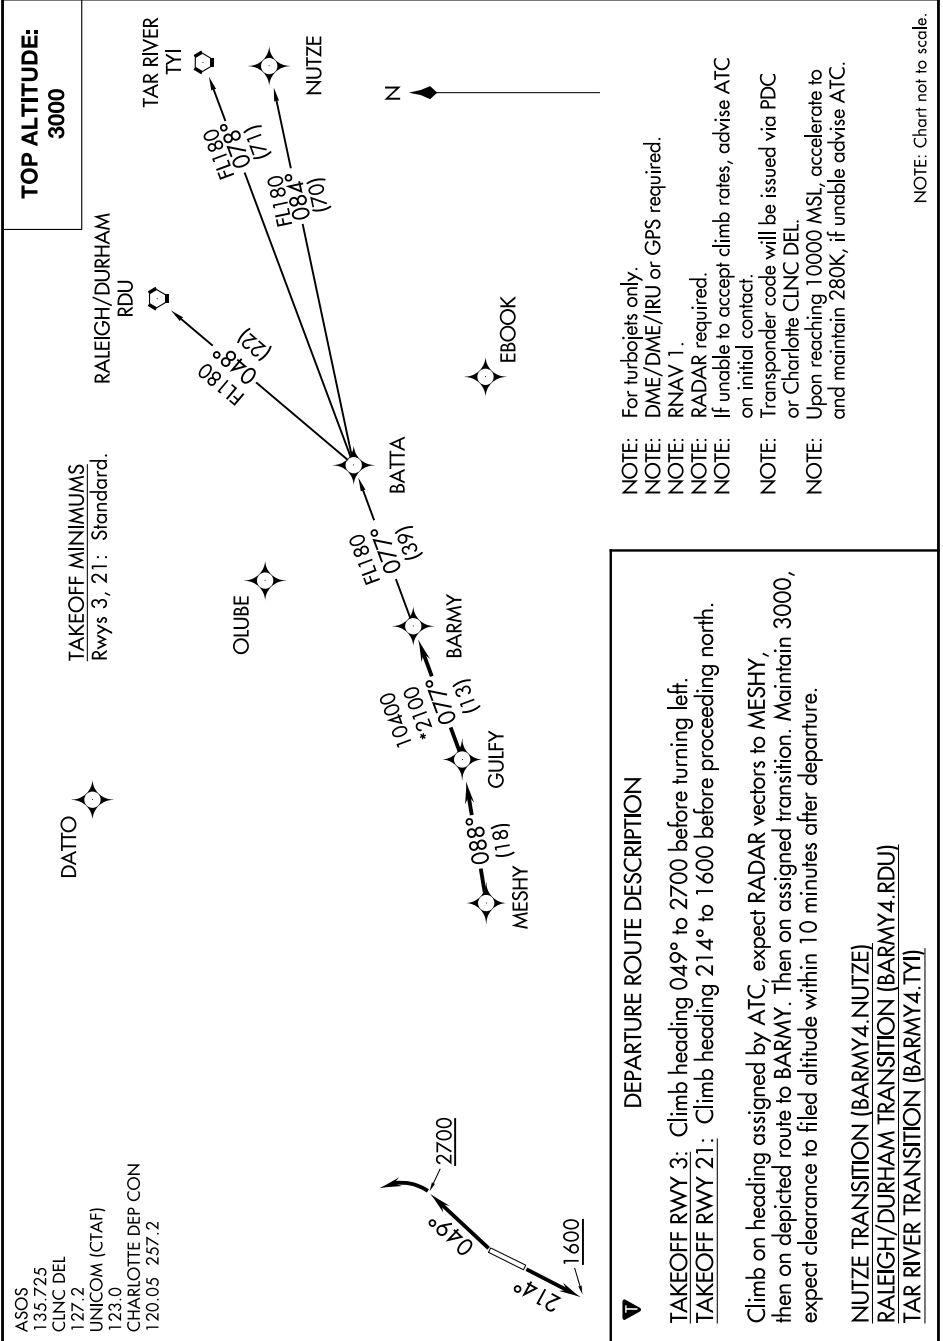 TOP ALTITUDE:
3000
ASOS
135.725
CLNC DEL
127.2
UNICOM (CTAF)
123.0
CHARLOTTE DEP CON
120.05 257.2
TAKEOFF MINIMUMS
Rwys 3, 21: Standard.
DATTO
OLUBE
RALEIGH/DURHAM
RDU
TAR RIVER
TYI
NUTZE
FL180
048°
(22)
FL180
078°
(71)
FL180
084°
(70)
N
MESHY
088°
(18)
GULFY
10400
*2100
077°
(13)
BARMY
FL180
077°
(39)
BATTA
EBOOK
049°
2700
214°
1600
NOTE: For turbojets only.
NOTE: DME/DME/IRU or GPS required.
NOTE: RNAV 1.
NOTE: RADAR required.
NOTE: If unable to accept climb rates, advise ATC
on initial contact.
NOTE: Transponder code will be issued via PDC
or Charlotte CLNC DEL.
NOTE: Upon reaching 10000 MSL, accelerate to
and maintain 280K, if unable advise ATC.
NOTE: Chart not to scale.
T
DEPARTURE ROUTE DESCRIPTION
TAKEOFF RWY 3: Climb heading 049° to 2700 before turning left.
TAKEOFF RWY 21: Climb heading 214° to 1600 before proceeding north.
Climb on heading assigned by ATC, expect RADAR vectors to MESHY,
then on depicted route to BARMY. Then on assigned transition. Maintain 3000,
expect clearance to filed altitude within 10 minutes after departure.
NUTZE TRANSITION (BARMY4.NUTZE)
RALEIGH/DURHAM TRANSITION (BARMY4.RDU)
TAR RIVER TRANSITION (BARMY4.TYI)